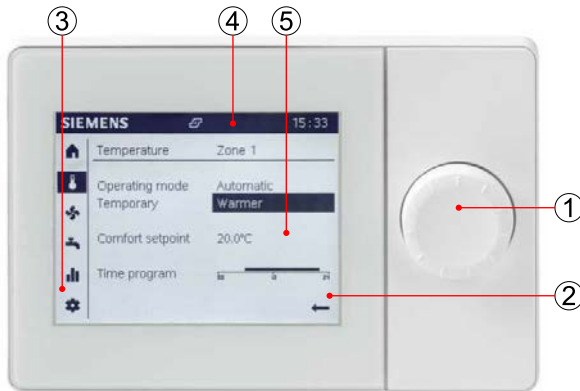 3 4 5
SIEMENS 15:33
Temperature Zone 1
Operating mode Automatic
Temporary Warmer
1
Comfort setpoint 20.0°C
Time program
2